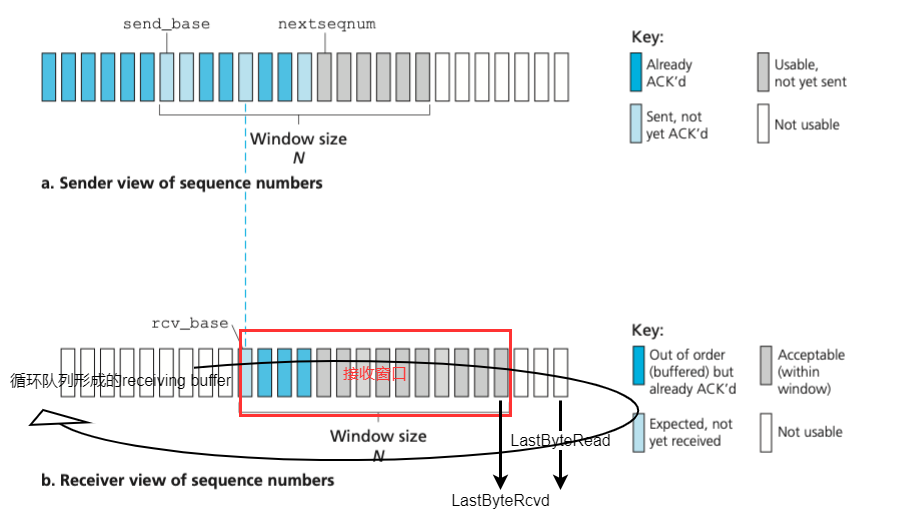 send_base
nextseqnum
Key:
Already
ACK’d
Usable,
not yet sent
Sent, not
yet ACK’d
Not usable
Window size
N
a. Sender view of sequence numbers
rcv_base
循环队列形成的receiving buffer
接收窗口
Key:
Out of order
(buffered) but
already ACK’d
Acceptable
(within
window)
Expected, not
yet received
Not usable
Window size
N
LastByteRead
b. Receiver view of sequence numbers
LastByteRcvd